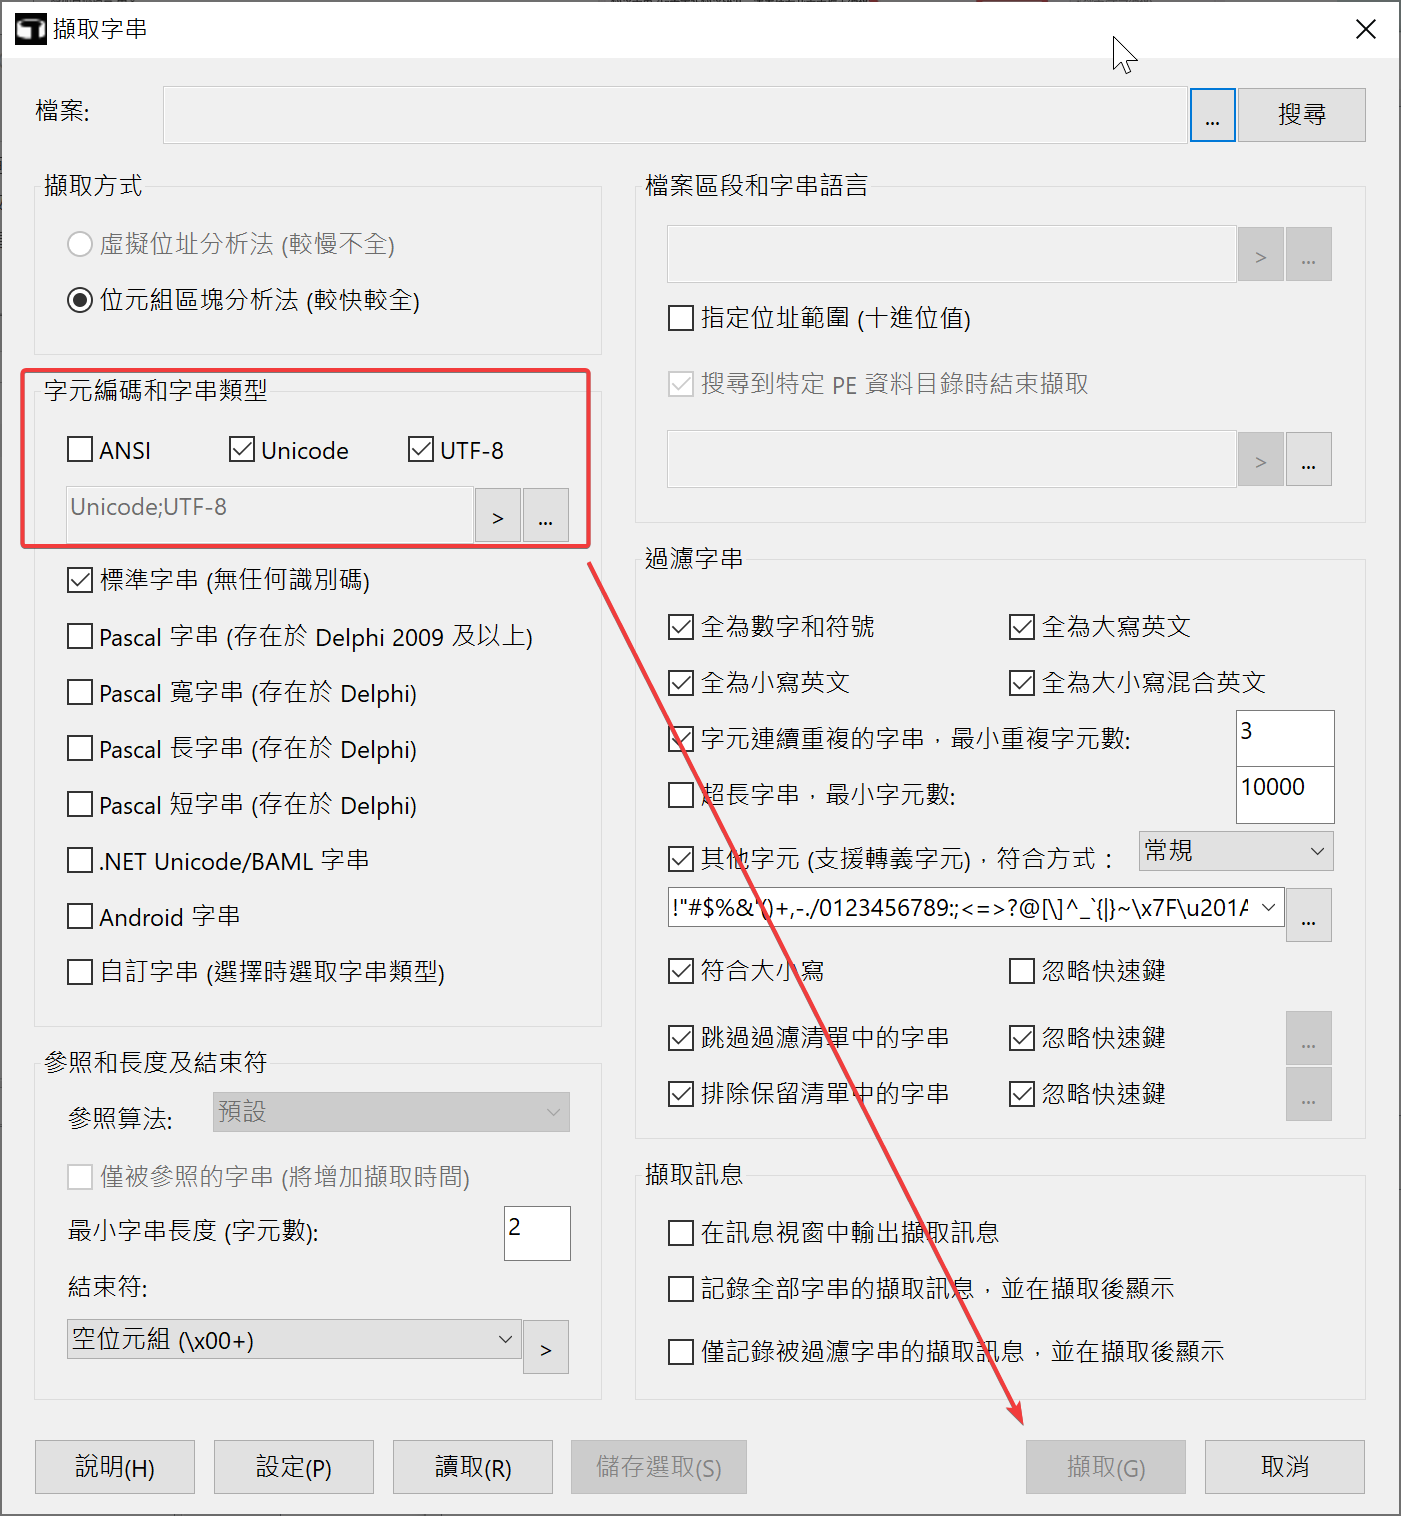 擷取字串
檔案:
...
搜尋
擷取方式
虛擬位址分析法 (較慢不全)
位元組區塊分析法 (較快較全)
字元編碼和字串類型
ANSI
Unicode
UTF-8
Unicode;UTF-8
>
...
標準字串 (無任何識別碼)
Pascal 字串 (存在於 Delphi 2009 及以上)
Pascal 寬字串 (存在於 Delphi)
Pascal 長字串 (存在於 Delphi)
Pascal 短字串 (存在於 Delphi)
.NET Unicode/BAML 字串
Android 字串
自訂字串 (選擇時選取字串類型)
參照和長度及結束符
參照算法:
預設
僅被參照的字串 (將增加擷取時間)
最小字串長度 (字元數):
2
結束符:
空位元組 (\x00+)
>
檔案區段和字串語言
>
...
指定位址範圍 (十進位值)
搜尋到特定 PE 資料目錄時結束擷取
>
...
過濾字串
全為數字和符號
全為大寫英文
全為小寫英文
全為大小寫混合英文
字元連續重複的字串，最小重複字元數:
3
超長字串，最小字元數:
10000
其他字元 (支援轉義字元)，符合方式：
常規
!"#$%&'()+,-./0123456789:;<=>?@[\]^_`{|}~\x7F\u201A
...
符合大小寫
忽略快速鍵
跳過過濾清單中的字串
忽略快速鍵
...
排除保留清單中的字串
忽略快速鍵
...
擷取訊息
在訊息視窗中輸出擷取訊息
記錄全部字串的擷取訊息，並在擷取後顯示
僅記錄被過濾字串的擷取訊息，並在擷取後顯示
說明(H)
設定(P)
讀取(R)
儲存選取(S)
擷取(G)
取消